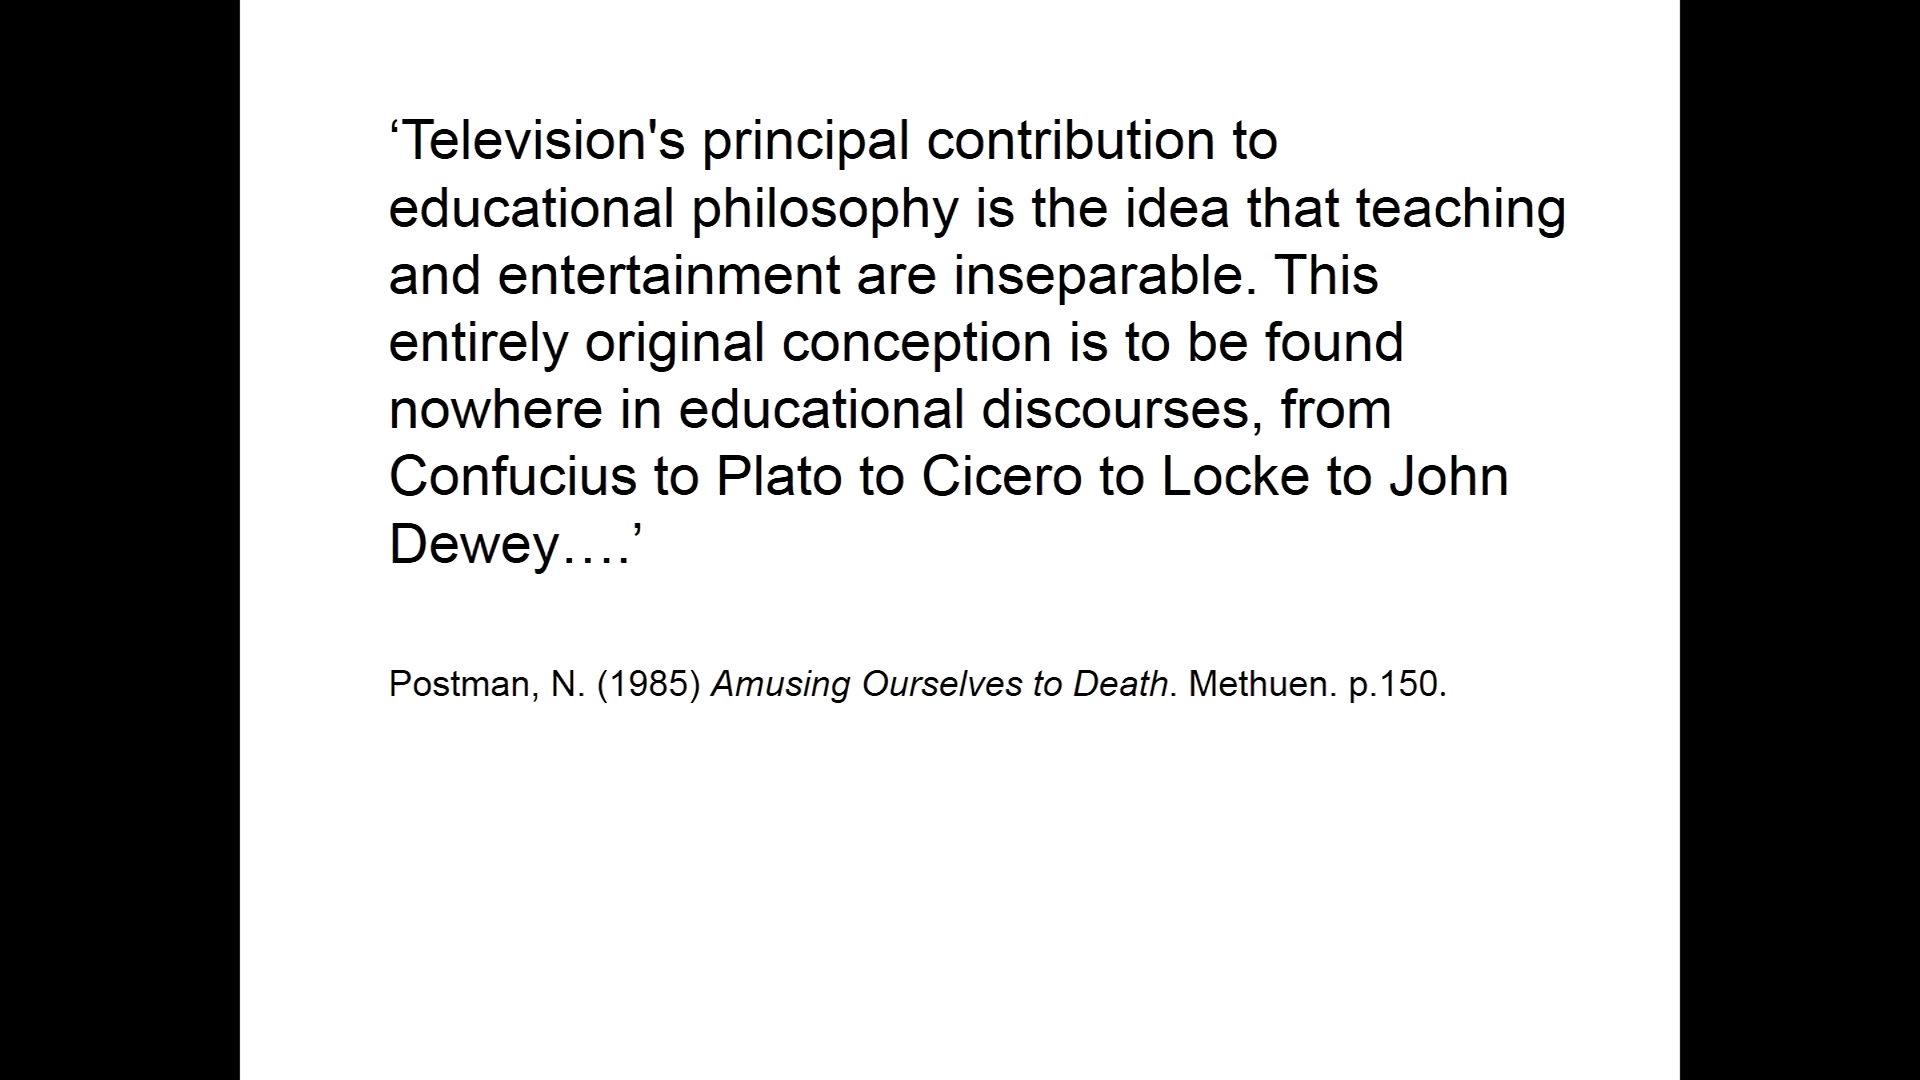 ‘Television's principal contribution to
educational philosophy is the idea that teaching
and entertainment are inseparable. This
entirely original conception is to be found
nowhere in educational discourses, from
Confucius to Plato to Cicero to Locke to John
Dewey….’
Postman, N. (1985) Amusing Ourselves to Death. Methuen. p.150.